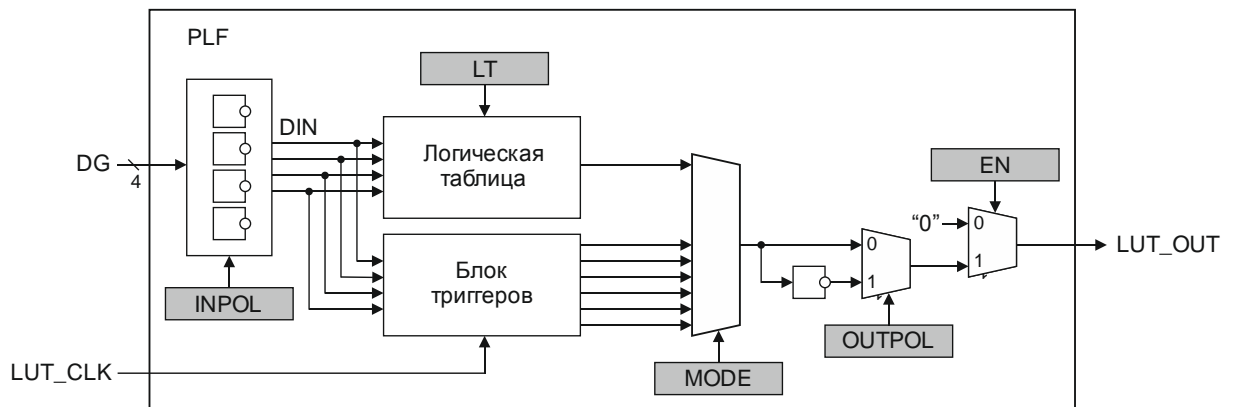 PLF
LT
DIN
DG
4
Логическая
таблица
EN
“0”
0
1
LUT_OUT
0
1
Блок
триггеров
INPOL
OUTPOL
LUT_CLK
MODE